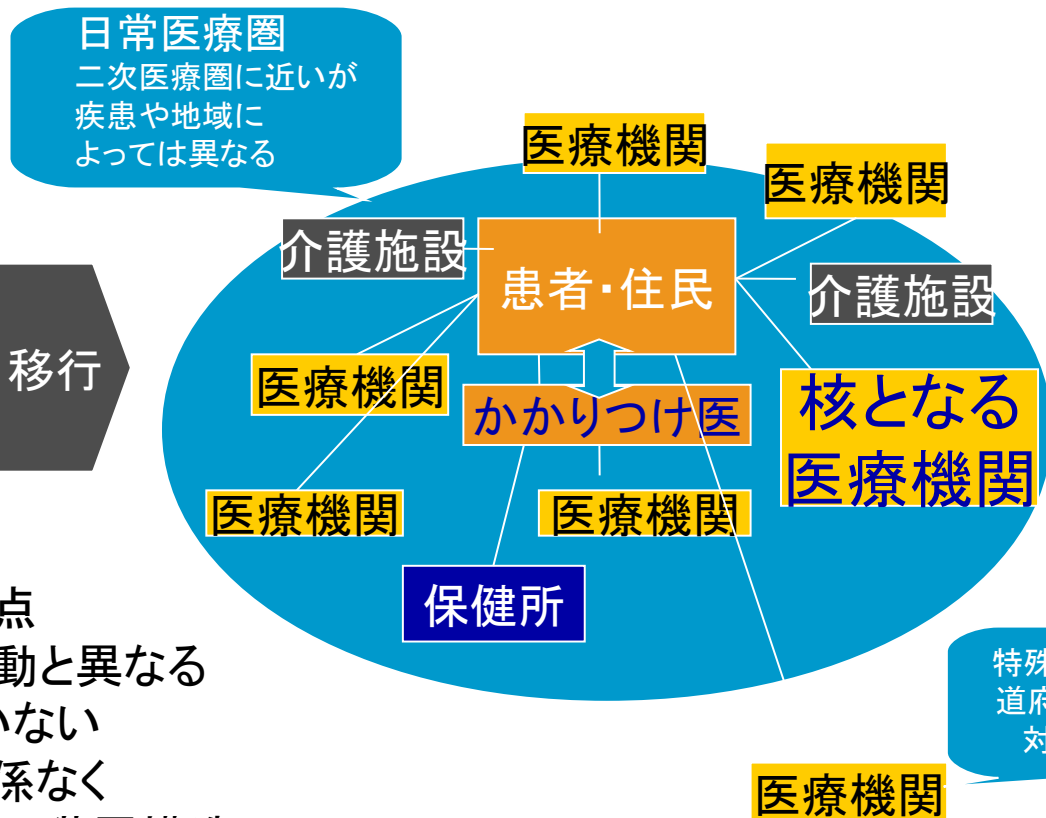 日常医療圏
二次医療圏に近いが
疾患や地域に
よっては異なる
医療機関
医療機関
介護施設
患者・住民
介護施設
移行
医療機関
かかりつけ医
核となる
医療機関
医療機関
医療機関
保健所
点
動と異なる
いない
係なく
特殊
道府
対
医療機関